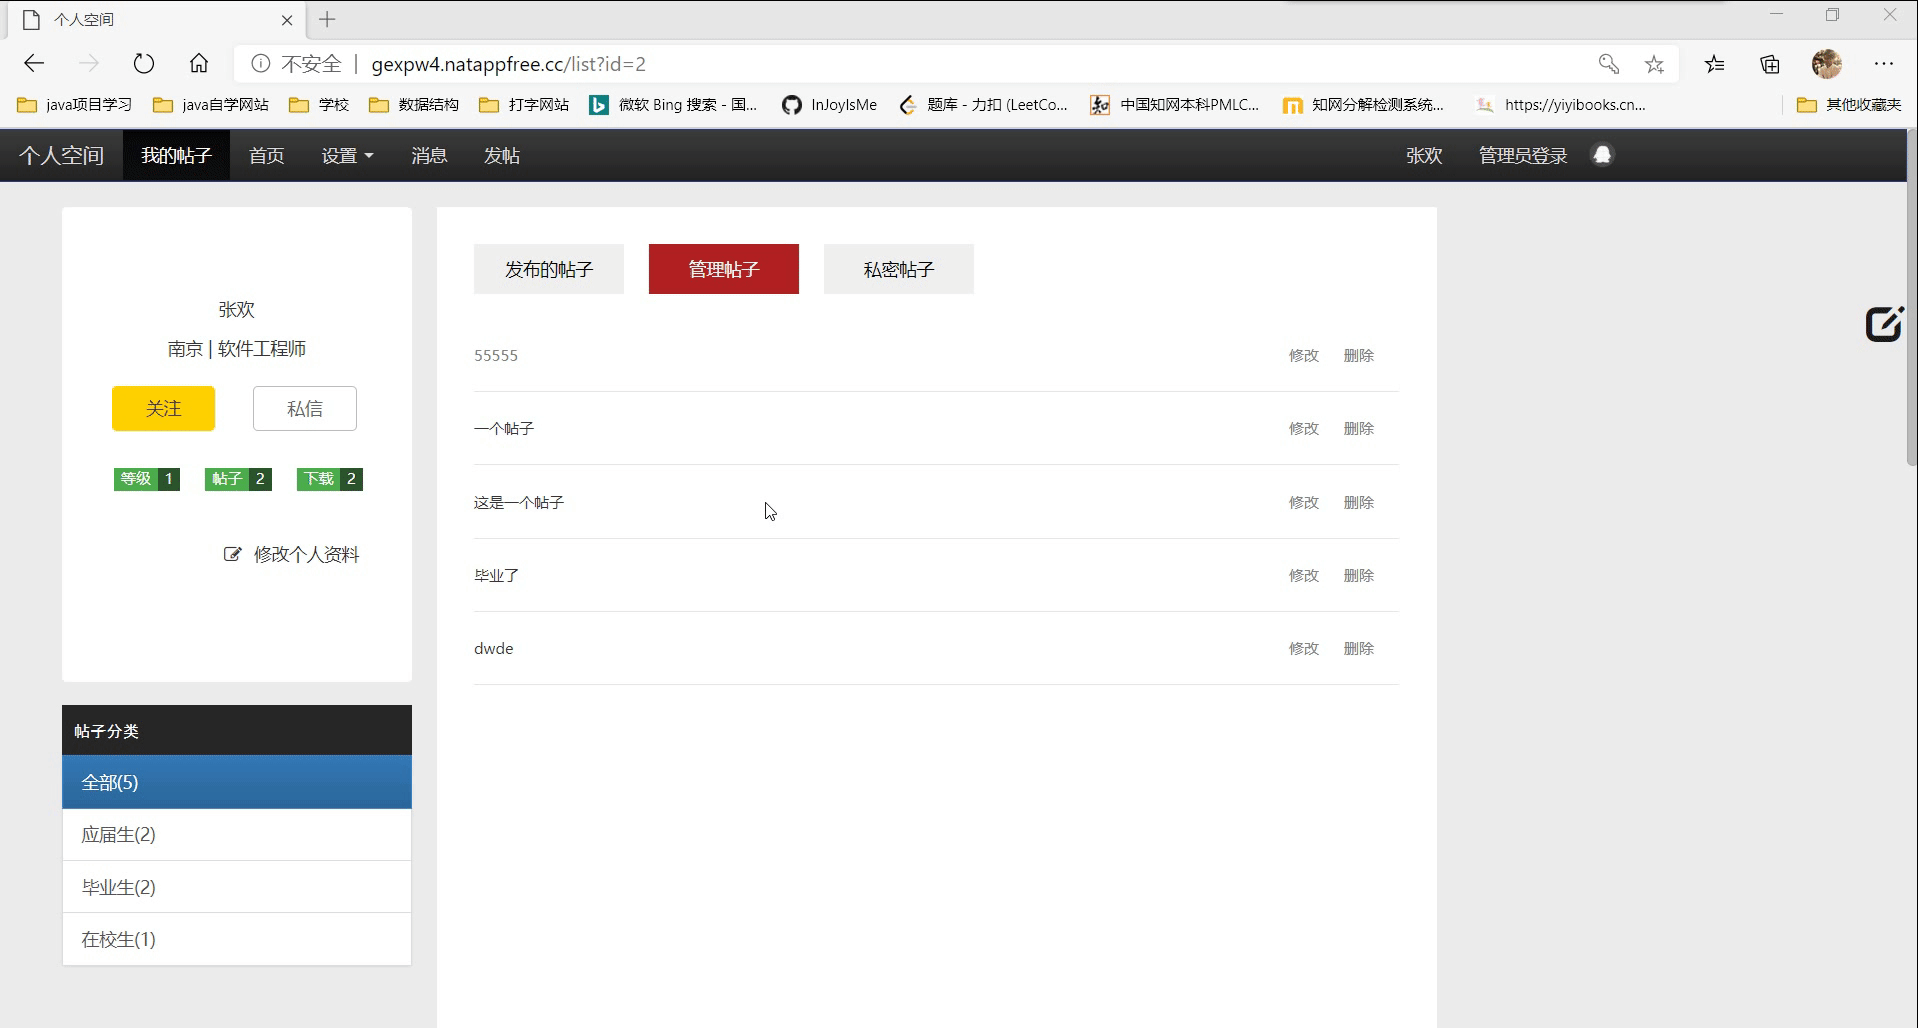 个人空间
不安全 | gexpw4.natappfree.cc/list?id=2
java项目学习 java自学网站 学校 数据结构 打字网站 微软 Bing 搜索 - 国... InJoyIsMe 题库 - 力扣 (LeetCo... 中国知网本科PMLC... 知网分解检测系统... https://yiyibooks.cn... 其他收藏夹
个人空间 我的帖子 首页 设置 消息 发帖 张欢 管理员登录
发布的帖子 管理帖子 私密帖子
张欢
南京 | 软件工程师
关注 私信
等级 1 帖子 2 下载 2
修改个人资料
55555 修改 删除
一个帖子 修改 删除
这是一个帖子 修改 删除
毕业了 修改 删除
dwde 修改 删除
帖子分类
全部(5)
应届生(2)
毕业生(2)
在校生(1)